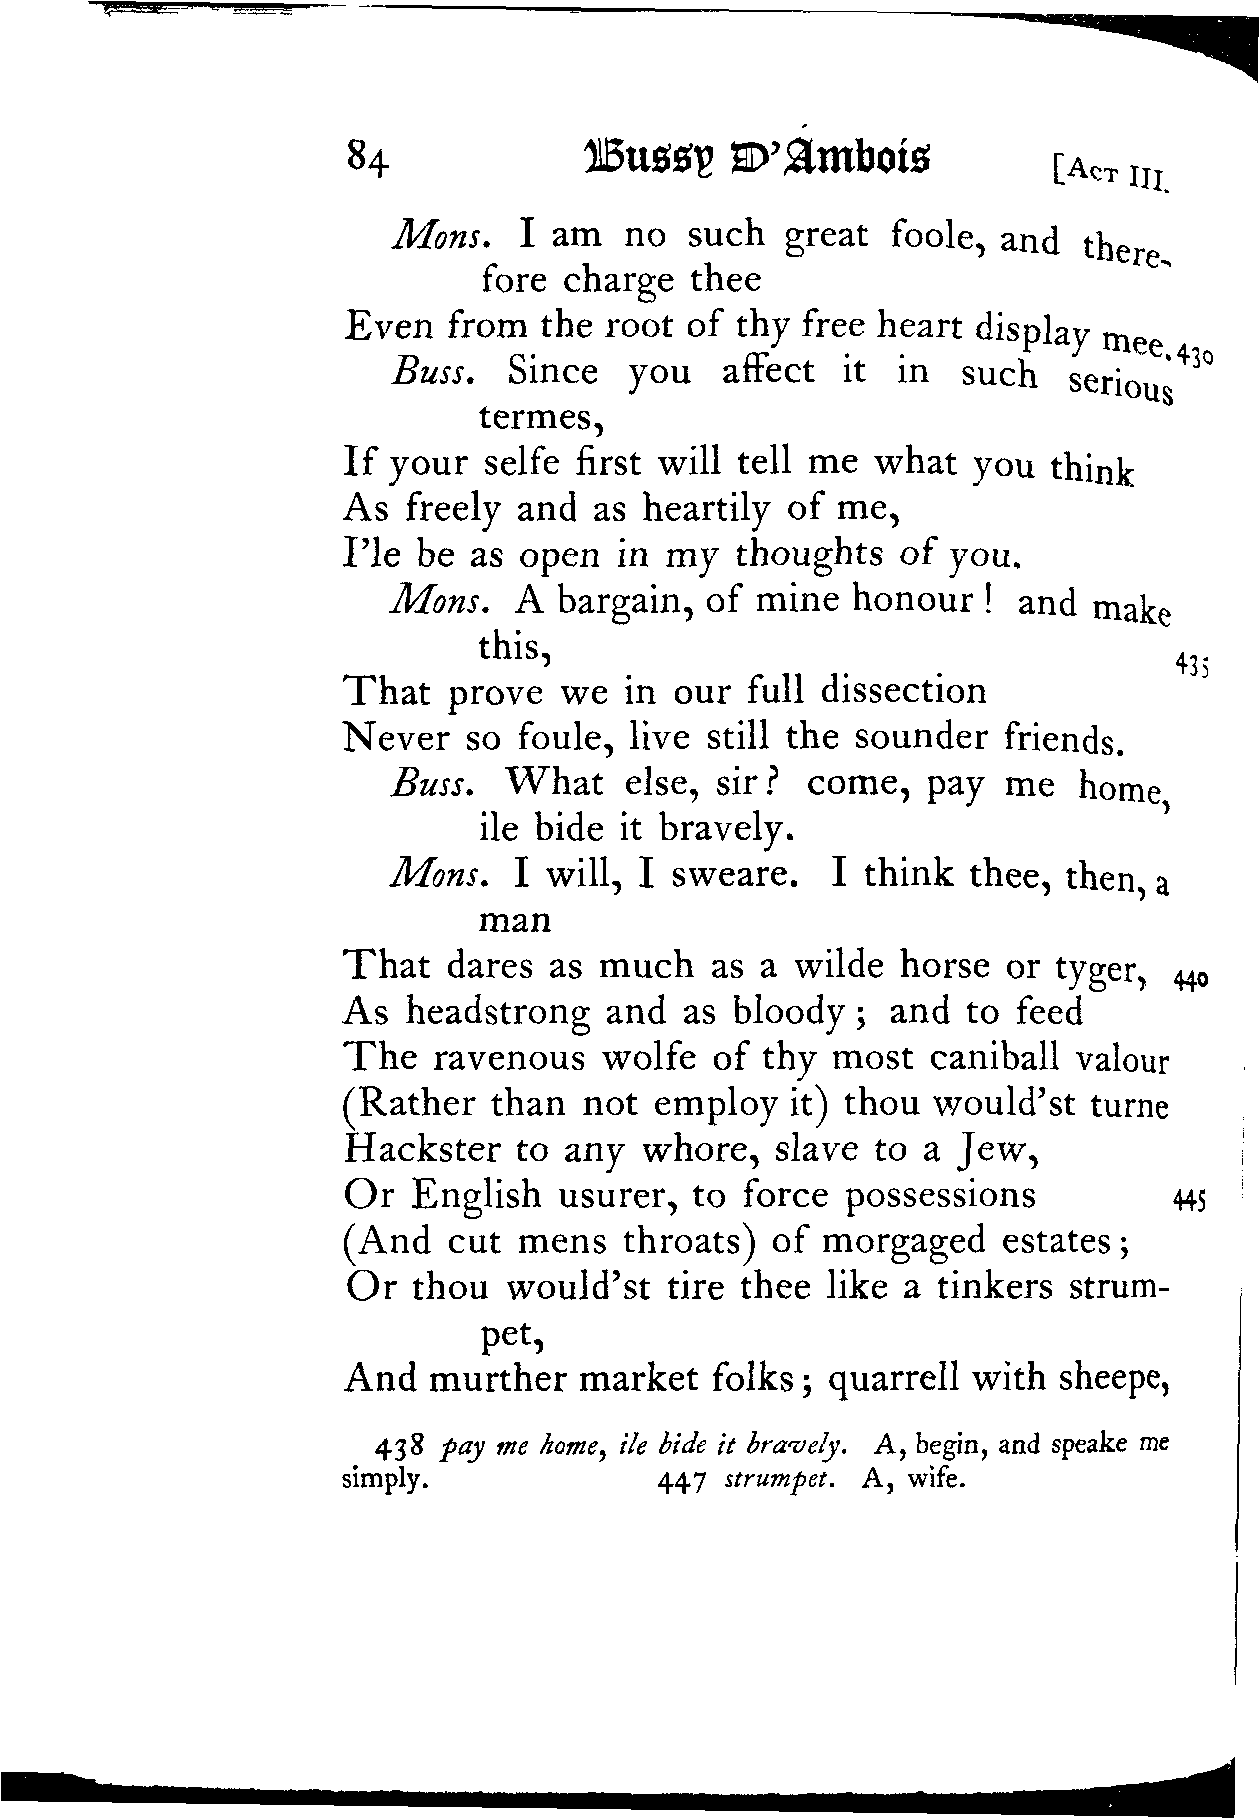 84 Bussy D'Ambois [ACT III.
Mons. I am no such great foole, and there-
fore charge thee
Even from the root of thy free heart display mee. 430
Buss. Since you affect it in such serious
termes,
If your selfe first will tell me what you think
As freely and as heartily of me,
I'le be as open in my thoughts of you.
Mons. A bargain, of mine honour! and make
this, 435
That prove we in our full dissection
Never so foule, live still the sounder friends.
Buss. What else, sir? come, pay me home,
ile bide it bravely.
Mons. I will, I sweare. I think thee, then, a
man
That dares as much as a wilde horse or tyger, 440
As headstrong and as bloody; and to feed
The ravenous wolfe of thy most caniball valour
(Rather than not employ it) thou would'st turne
Hackster to any whore, slave to a Jew,
Or English usurer, to force possessions 445
(And cut mens throats) of morgaged estates;
Or thou would'st tire thee like a tinkers strum-
pet,
And murther market folks; quarrell with sheepe,
438 pay me home, ile bide it bravely. A, begin, and speake me
simply. 447 strumpet. A, wife.